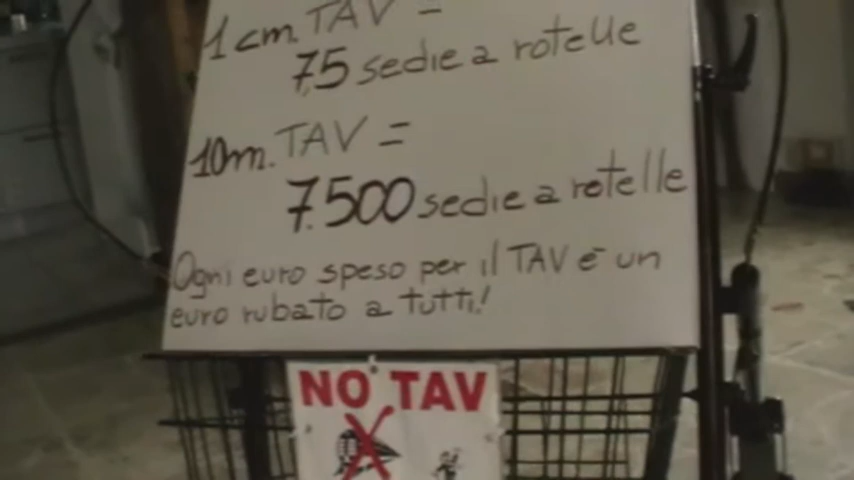 1 cm. TAV =
7,5 sedie a rotelle
10m. TAV =
7.500 sedie a rotelle
Ogni euro speso per il TAV è un
euro rubato a tutti!
NO TAV